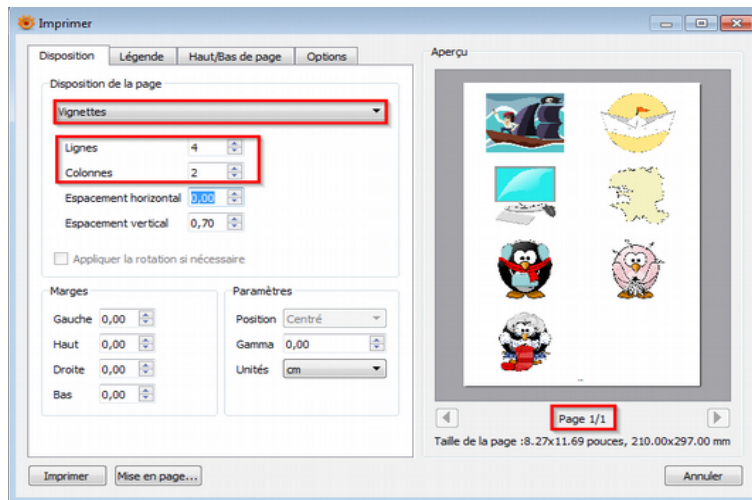 Imprimer
Disposition Légende Haut/Bas de page Options
Disposition de la page
Vignettes
Lignes 4
Colonnes 2
Espacement horizontal 0,00
Espacement vertical 0,70
Appliquer la rotation si nécessaire
Marges
Gauche 0,00
Haut 0,00
Droite 0,00
Bas 0,00
Paramètres
Position Centré
Gamma 0,00
Unités cm
Aperçu
Page 1/1
Taille de la page :8.27x11.69 pouces, 210.00x297.00 mm
Imprimer Mise en page... Annuler